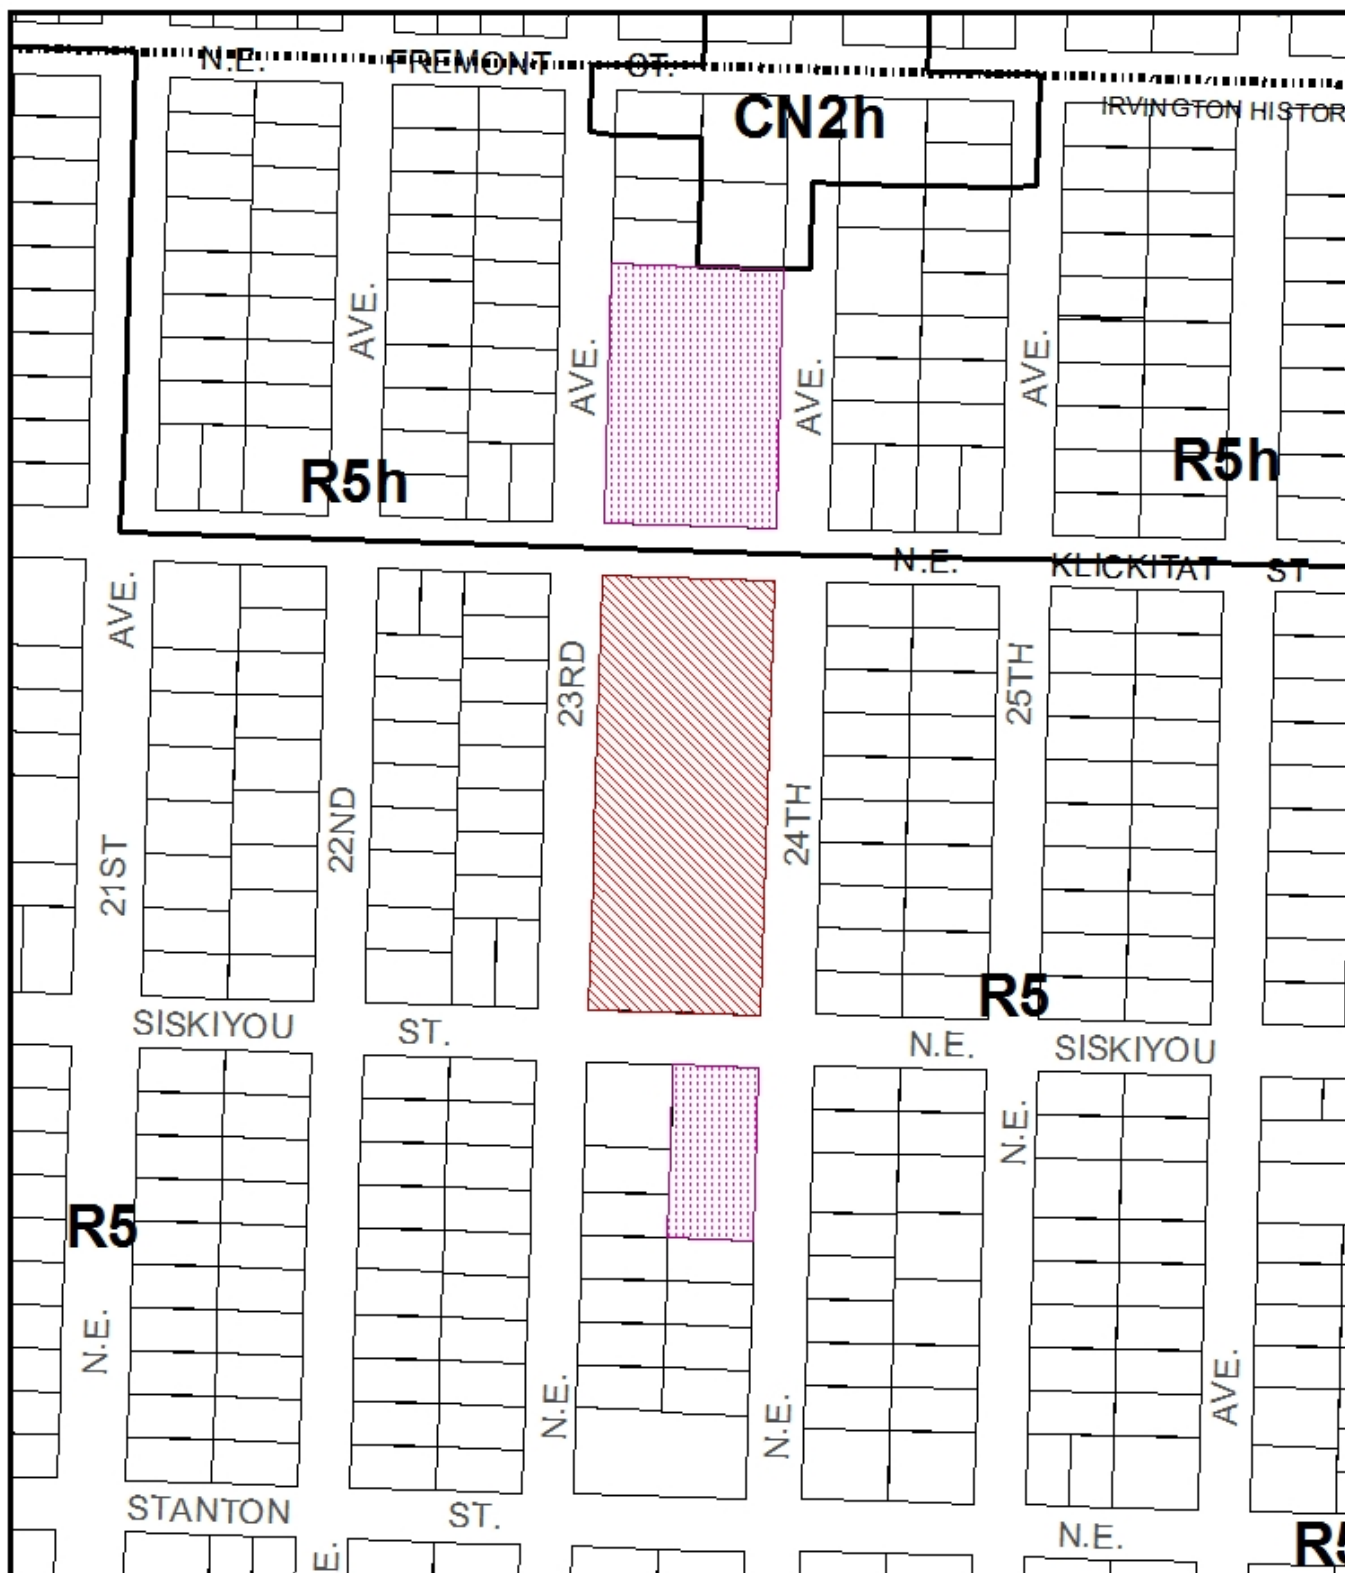 N.E. FREMONT ST.
CN2h
IRVINGTON HISTOR
AVE.
AVE.
AVE.
AVE.
R5h
R5h
N.E. KLICKITAT ST
AVE.
23RD
25TH
22ND
24TH
21ST
R5
SISKIYOU ST.
N.E. SISKIYOU
N.E.
R5
N.E.
N.E.
N.E.
AVE.
STANTON ST.
N.E.
R5
E.